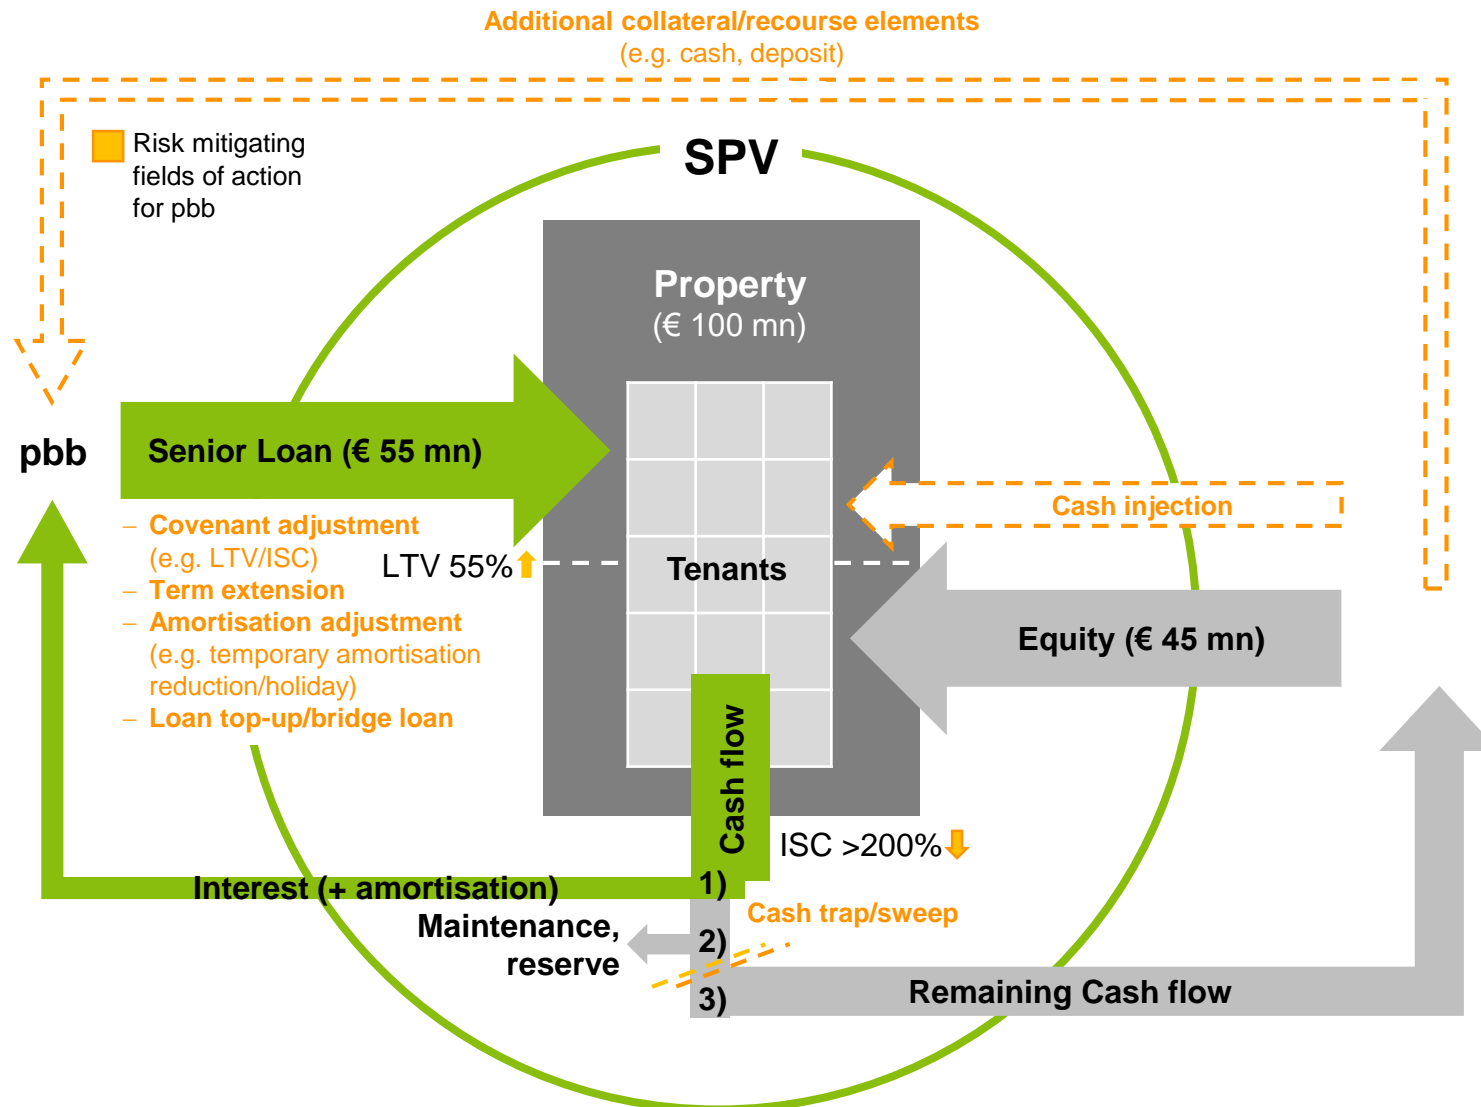 Additional collateral/recourse elements
(e.g. cash, deposit)
Risk mitigating
fields of action
for pbb
SPV
Property
(€ 100 mn)
pbb
Senior Loan (€ 55 mn)
– Covenant adjustment
(e.g. LTV/ISC)
– Term extension
– Amortisation adjustment
(e.g. temporary amortisation
reduction/holiday)
– Loan top-up/bridge loan
LTV 55%
Tenants
Cash injection
Equity (€ 45 mn)
Cash flow
ISC >200%
Interest (+ amortisation)
1)
Cash trap/sweep
Maintenance,
reserve
2)
3)
Remaining Cash flow